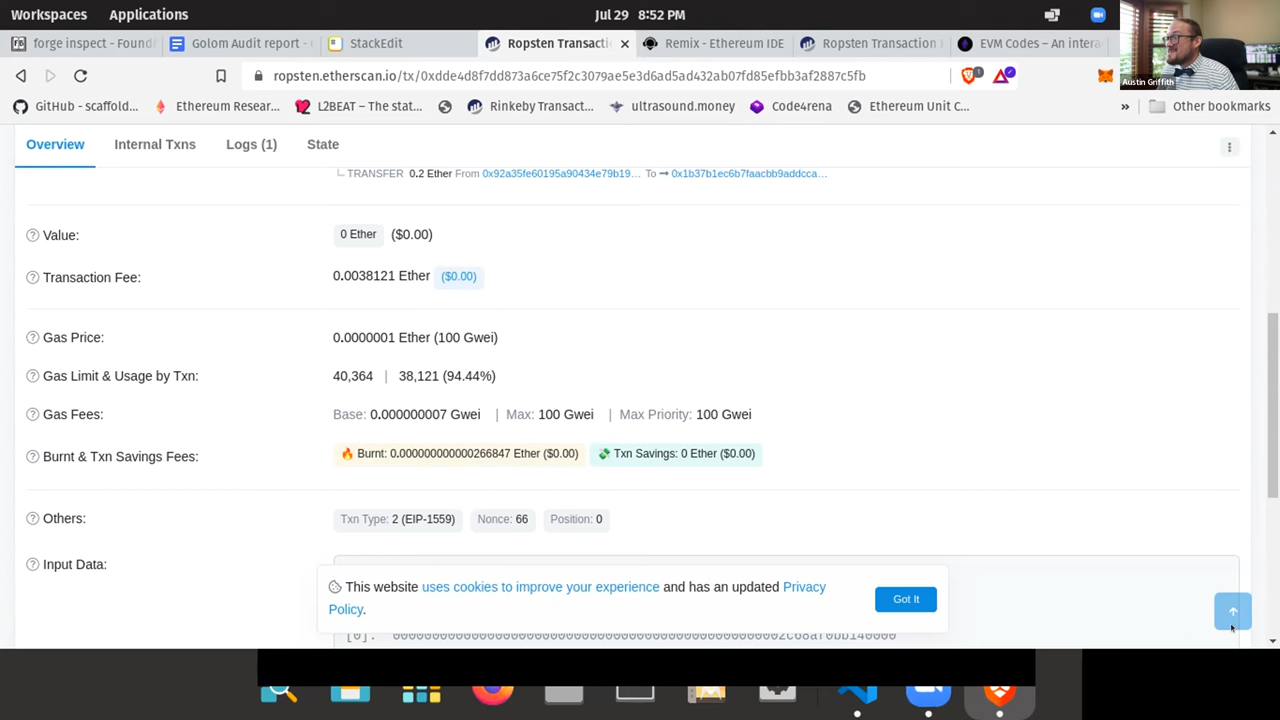 Workspaces Applications Jul 29 8:52 PM
forge inspect - Found Golom Audit report - StackEdit Ropsten Transacti Remix - Ethereum IDE Ropsten Transaction EVM Codes – An intera
ropsten.etherscan.io/tx/0xdde4d8f7dd873a6ce75f2c3079ae5e3d6ad5ad432ab07fd85efbb3af2887c5fb
Austin Griffith
GitHub - scaffold... Ethereum Resear... L2BEAT – The stat... Rinkeby Transact... ultrasound.money Code4rena Ethereum Unit C... » Other bookmarks
Overview Internal Txns Logs (1) State
TRANSFER 0.2 Ether From 0x92a35fe60195a90434e79b19... To → 0x1b37b1ec6b7faacbb9addcca...
Value: 0 Ether ($0.00)
Transaction Fee: 0.0038121 Ether ($0.00)
Gas Price: 0.0000001 Ether (100 Gwei)
Gas Limit & Usage by Txn: 40,364 | 38,121 (94.44%)
Gas Fees: Base: 0.000000007 Gwei | Max: 100 Gwei | Max Priority: 100 Gwei
Burnt & Txn Savings Fees: Burnt: 0.000000000000266847 Ether ($0.00) Txn Savings: 0 Ether ($0.00)
Others: Txn Type: 2 (EIP-1559) Nonce: 66 Position: 0
Input Data:
This website uses cookies to improve your experience and has an updated Privacy
Policy.
Got It